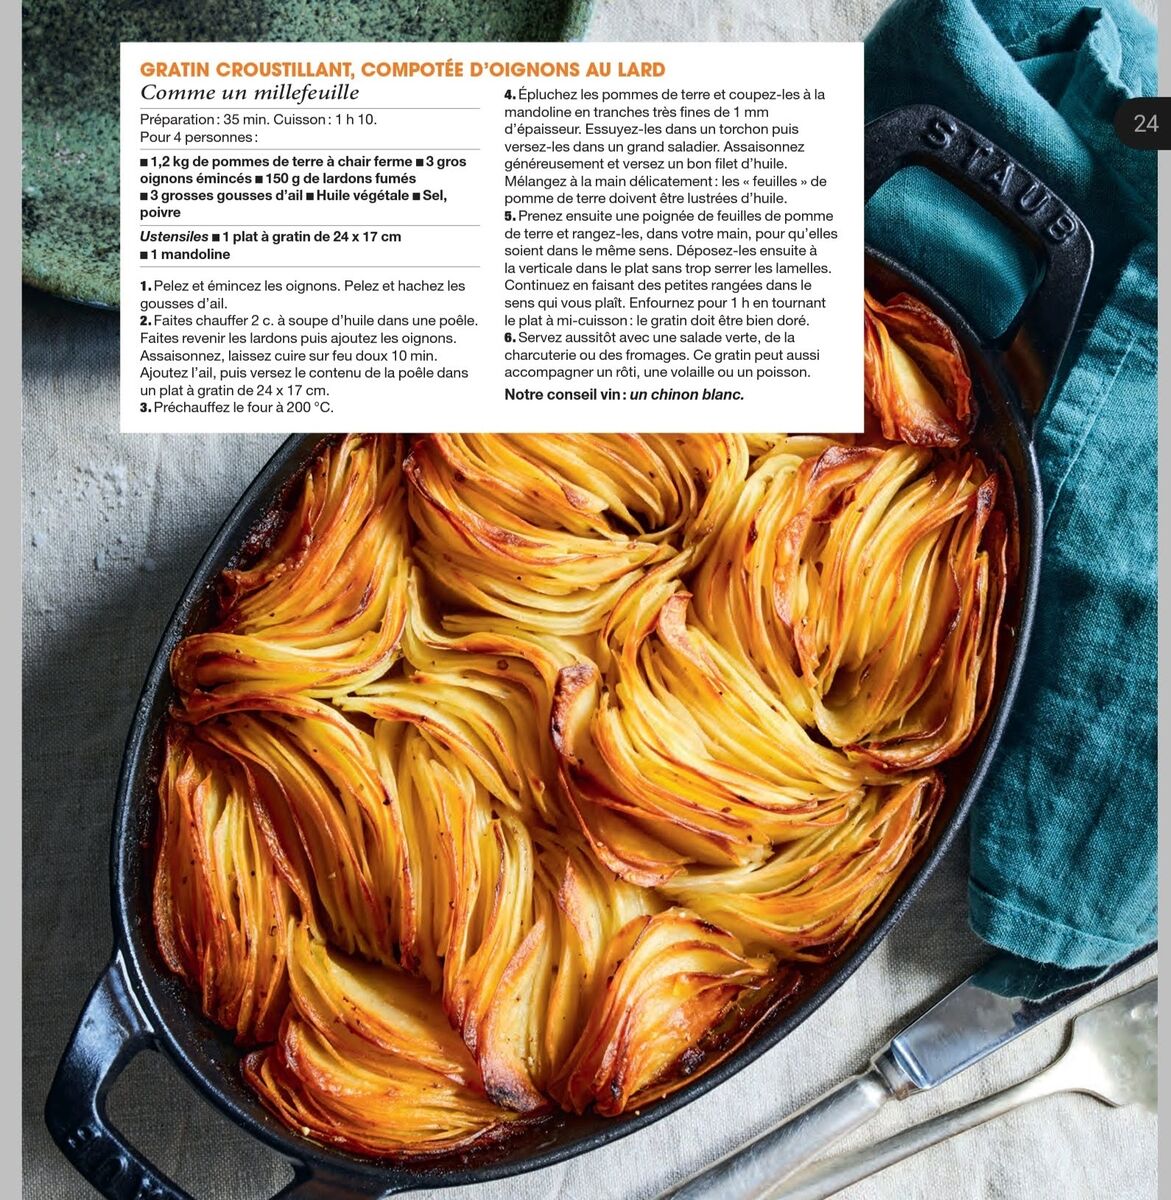 GRATIN CROUSTILLANT, COMPOTÉE D'OIGNONS AU LARD
Comme un millefeuille
Préparation : 35 min. Cuisson : 1 h 10.
Pour 4 personnes :
■ 1,2 kg de pommes de terre à chair ferme ■ 3 gros
oignons émincés ■ 150 g de lardons fumés
■ 3 grosses gousses d'ail ■ Huile végétale ■ Sel,
poivre
Ustensiles ■ 1 plat à gratin de 24 x 17 cm
■ 1 mandoline
1. Pelez et émincez les oignons. Pelez et hachez les
gousses d'ail.
2. Faites chauffer 2 c. à soupe d'huile dans une poêle.
Faites revenir les lardons puis ajoutez les oignons.
Assaisonnez, laissez cuire sur feu doux 10 min.
Ajoutez l'ail, puis versez le contenu de la poêle dans
un plat à gratin de 24 x 17 cm.
3. Préchauffez le four à 200 °C.
4. Épluchez les pommes de terre et coupez-les à la
mandoline en tranches très fines de 1 mm
d'épaisseur. Essuyez-les dans un torchon puis
versez-les dans un grand saladier. Assaisonnez
généreusement et versez un bon filet d'huile.
Mélangez à la main délicatement : les « feuilles » de
pomme de terre doivent être lustrées d'huile.
5. Prenez ensuite une poignée de feuilles de pomme
de terre et rangez-les, dans votre main, pour qu'elles
soient dans le même sens. Déposez-les ensuite à
la verticale dans le plat sans trop serrer les lamelles.
Continuez en faisant des petites rangées dans le
sens qui vous plaît. Enfournez pour 1 h en tournant
le plat à mi-cuisson : le gratin doit être bien doré.
6. Servez aussitôt avec une salade verte, de la
charcuterie ou des fromages. Ce gratin peut aussi
accompagner un rôti, une volaille ou un poisson.
Notre conseil vin : un chinon blanc.
24
STAUB